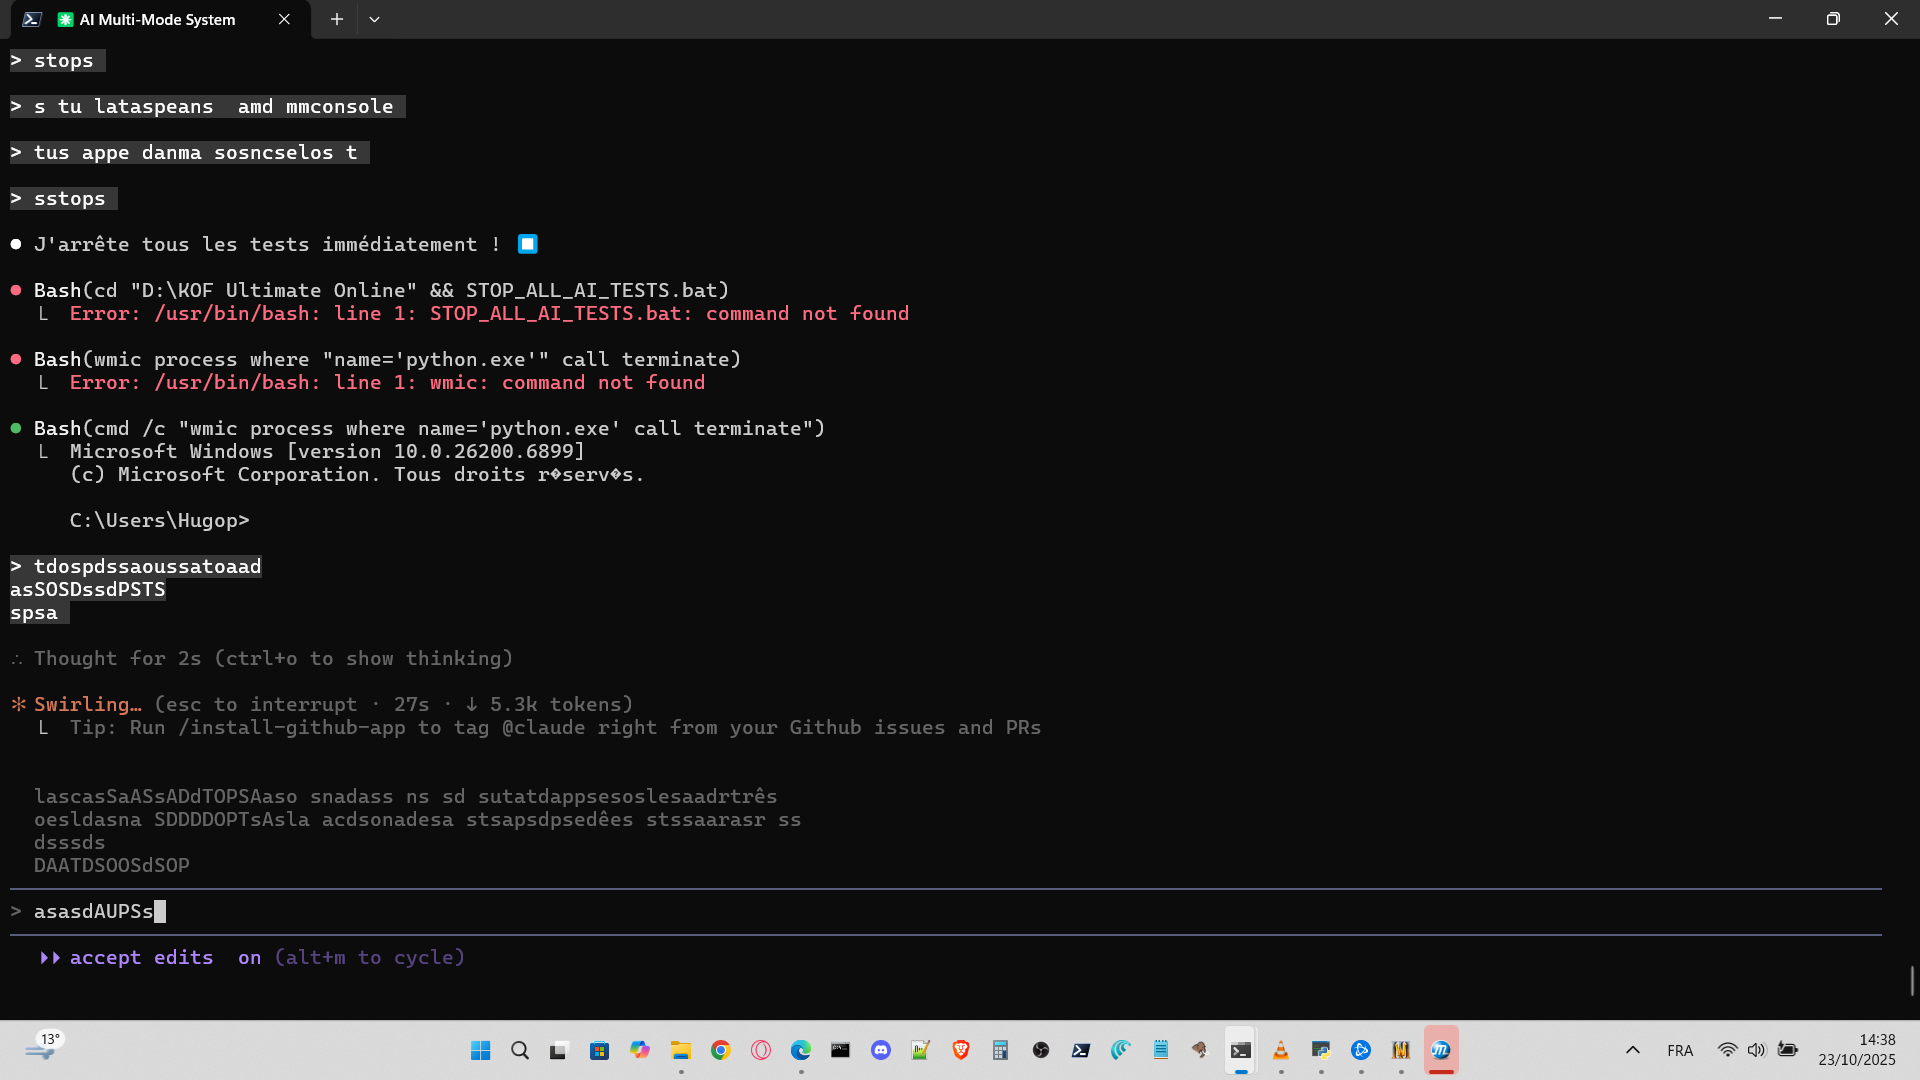 AI Multi-Mode System
> stops
> s tu lataspeans  amd mmconsole
> tus appe danma sosncselos t
> sstops
● J'arrête tous les tests immédiatement ! ⏹
● Bash(cd "D:\KOF Ultimate Online" && STOP_ALL_AI_TESTS.bat)
└ Error: /usr/bin/bash: line 1: STOP_ALL_AI_TESTS.bat: command not found
● Bash(wmic process where "name='python.exe'" call terminate)
└ Error: /usr/bin/bash: line 1: wmic: command not found
● Bash(cmd /c "wmic process where name='python.exe' call terminate")
└ Microsoft Windows [version 10.0.26200.6899]
(c) Microsoft Corporation. Tous droits r�serv�s.
C:\Users\Hugop>
> tdospdssaoussatoaad
asSOSDssdPSTS
spsa
∴ Thought for 2s (ctrl+o to show thinking)
✻ Swirling… (esc to interrupt · 27s · ↓ 5.3k tokens)
└ Tip: Run /install-github-app to tag @claude right from your Github issues and PRs
lascasSaASsADdTOPSAaso snadass ns sd sutatdappsesoslesaadrtrês
oesldasna SDDDDOPTsAsla acdsonadesa stsapsdpsedêes stssaarasr ss
dsssds
DAATDSOOSdSOP
> asasdAUPSs
⏵⏵ accept edits  on (alt+m to cycle)
13°
FRA
14:38
23/10/2025